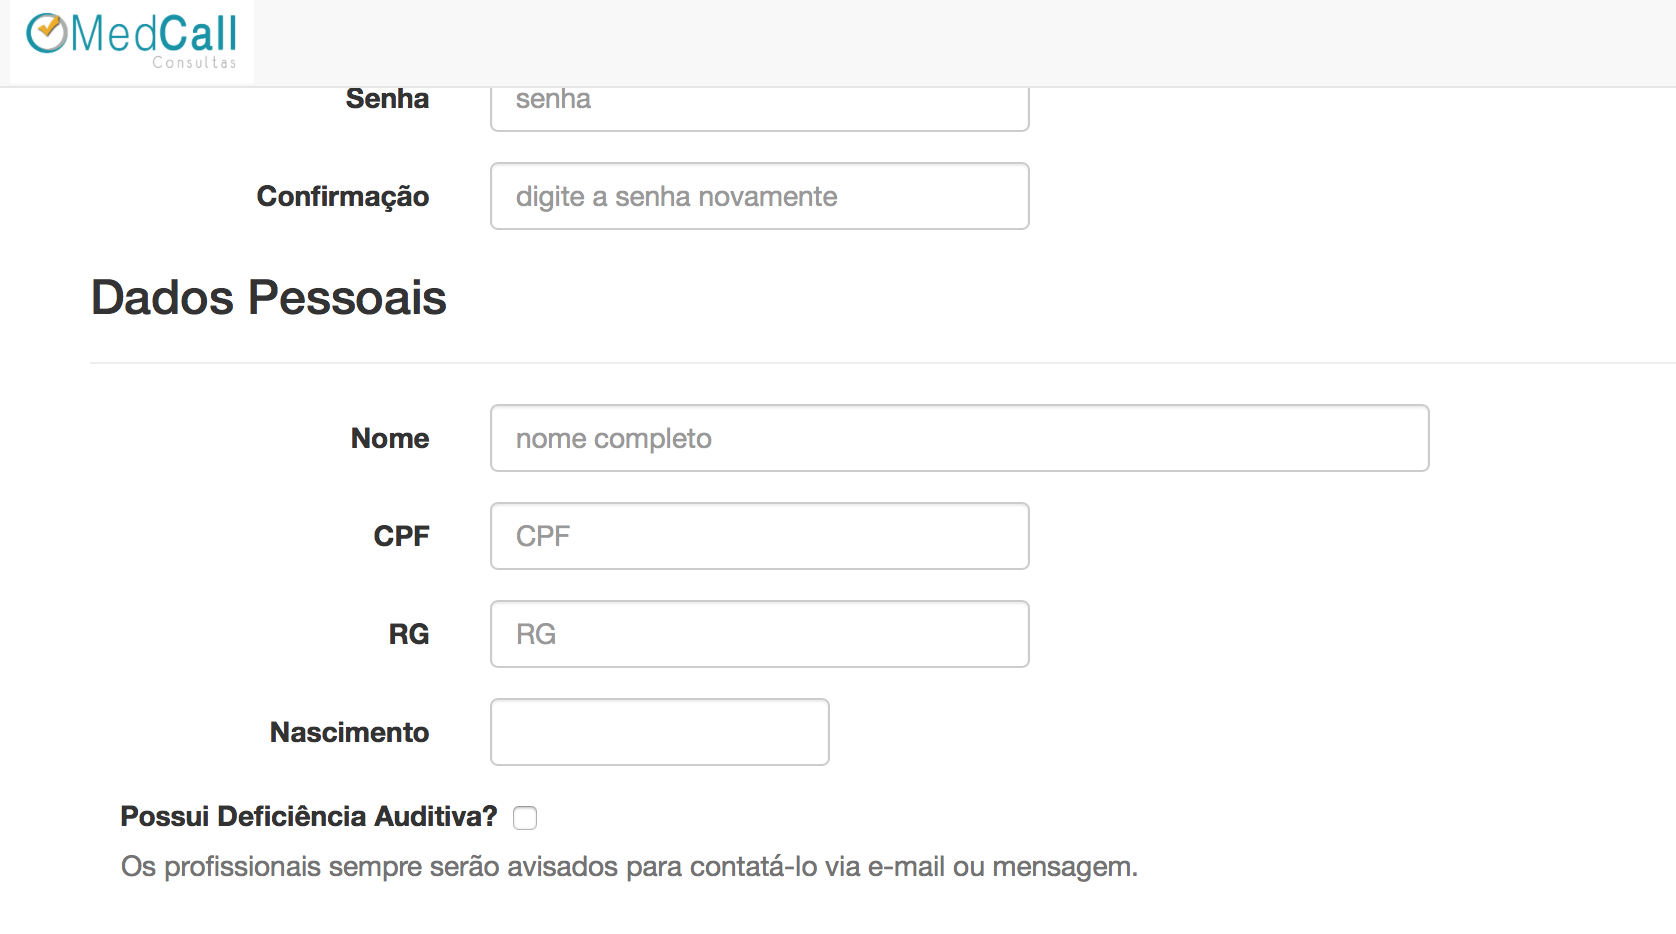 MedCall
Consultas
Senha senha
Confirmação digite a senha novamente
Dados Pessoais
Nome nome completo
CPF CPF
RG RG
Nascimento
Possui Deficiência Auditiva?
Os profissionais sempre serão avisados para contatá-lo via e-mail ou mensagem.